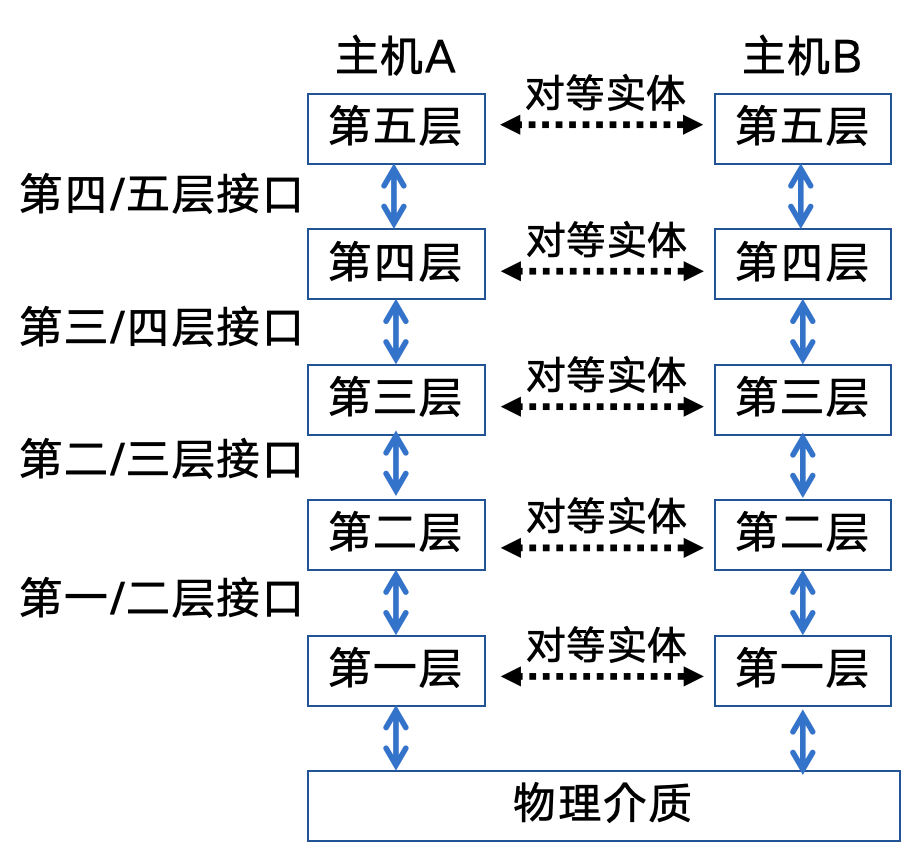 主机A
主机B
对等实体
第五层
第五层
第四/五层接口
对等实体
第四层
第四层
第三/四层接口
对等实体
第三层
第三层
第二/三层接口
对等实体
第二层
第二层
第一/二层接口
对等实体
第一层
第一层
物理介质